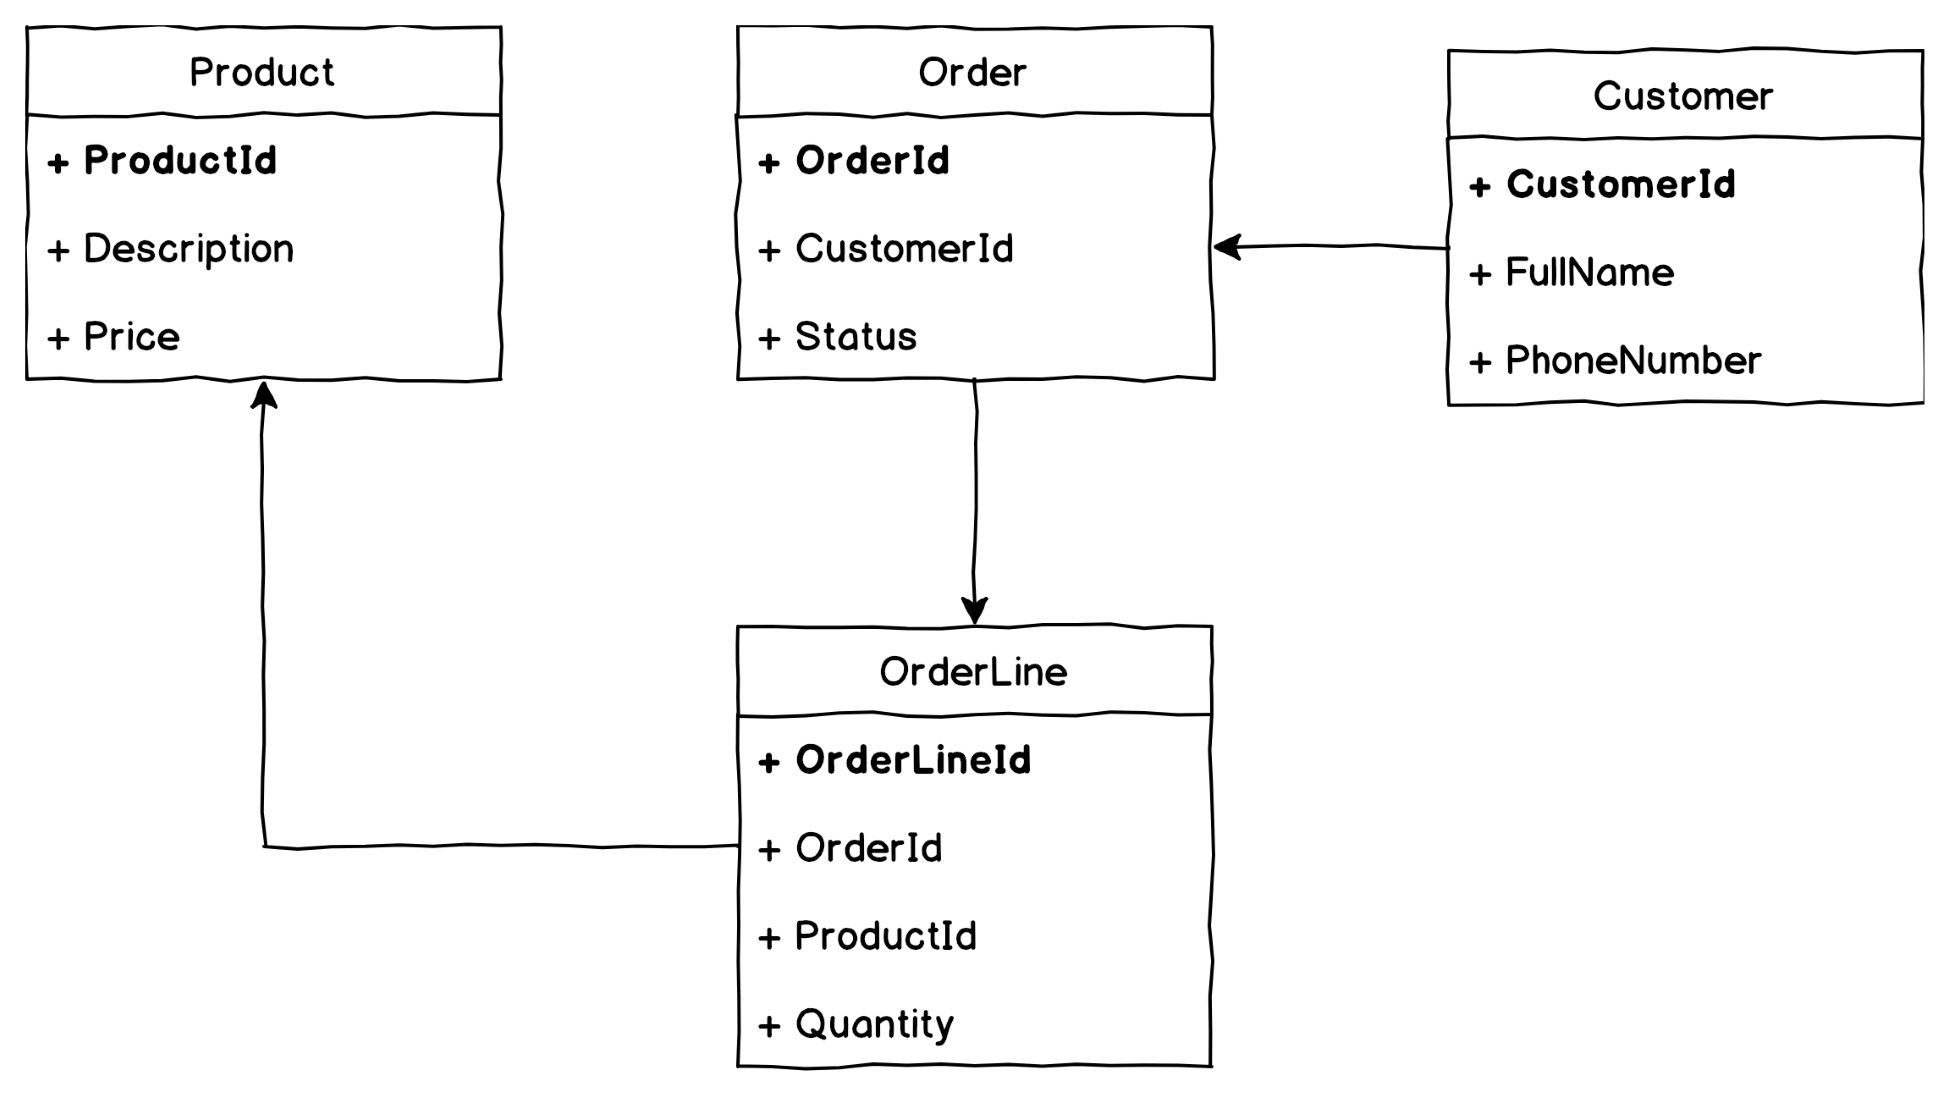 Product
+ ProductId
+ Description
+ Price
Order
+ OrderId
+ CustomerId
+ Status
Customer
+ CustomerId
+ FullName
+ PhoneNumber
OrderLine
+ OrderLineId
+ OrderId
+ ProductId
+ Quantity